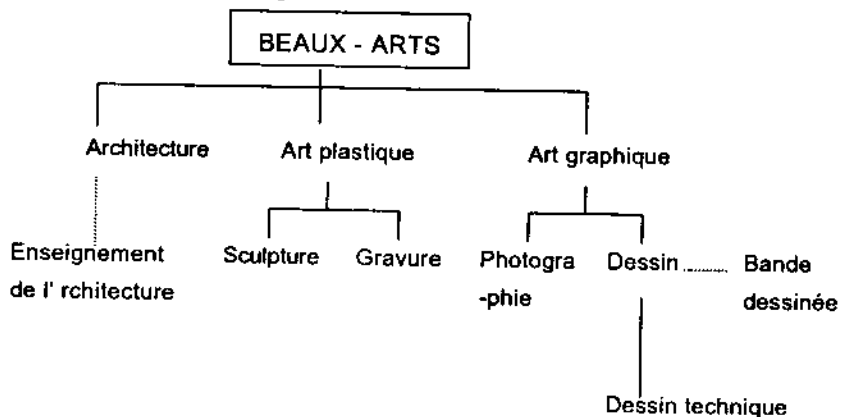 BEAUX - ARTS
Architecture
Art plastique
Art graphique
Enseignement
de l' rchitecture
Sculpture
Gravure
Photogra
-phie
Dessin
Bande
dessinée
Dessin technique